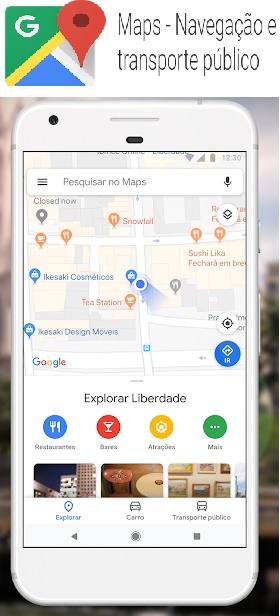 G
Maps - Navegação e
transporte público
12:30
Pesquisar no Maps
Closed now
Snowfall
Sushi Lika
Fechará em brev
Ikesaki Cosméticos
Tea Station
Ikesaki Design Móveis
Google
IR
Explorar Liberdade
Restaurantes
Bares
Atrações
Mais
Explorar
Carro
Transporte público